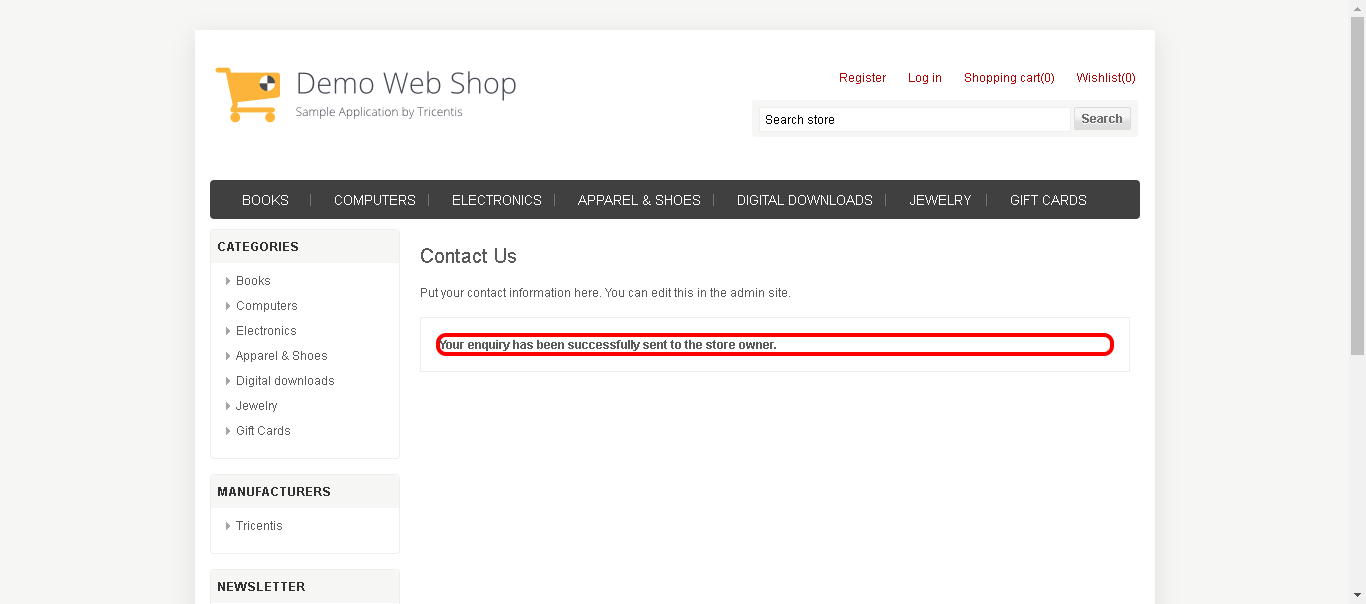 Demo Web Shop
Sample Application by Tricentis
Register Log in Shopping cart(0) Wishlist(0)
Search store Search
BOOKS COMPUTERS ELECTRONICS APPAREL & SHOES DIGITAL DOWNLOADS JEWELRY GIFT CARDS
CATEGORIES
Books
Computers
Electronics
Apparel & Shoes
Digital downloads
Jewelry
Gift Cards
MANUFACTURERS
Tricentis
NEWSLETTER
Contact Us
Put your contact information here. You can edit this in the admin site.
Your enquiry has been successfully sent to the store owner.